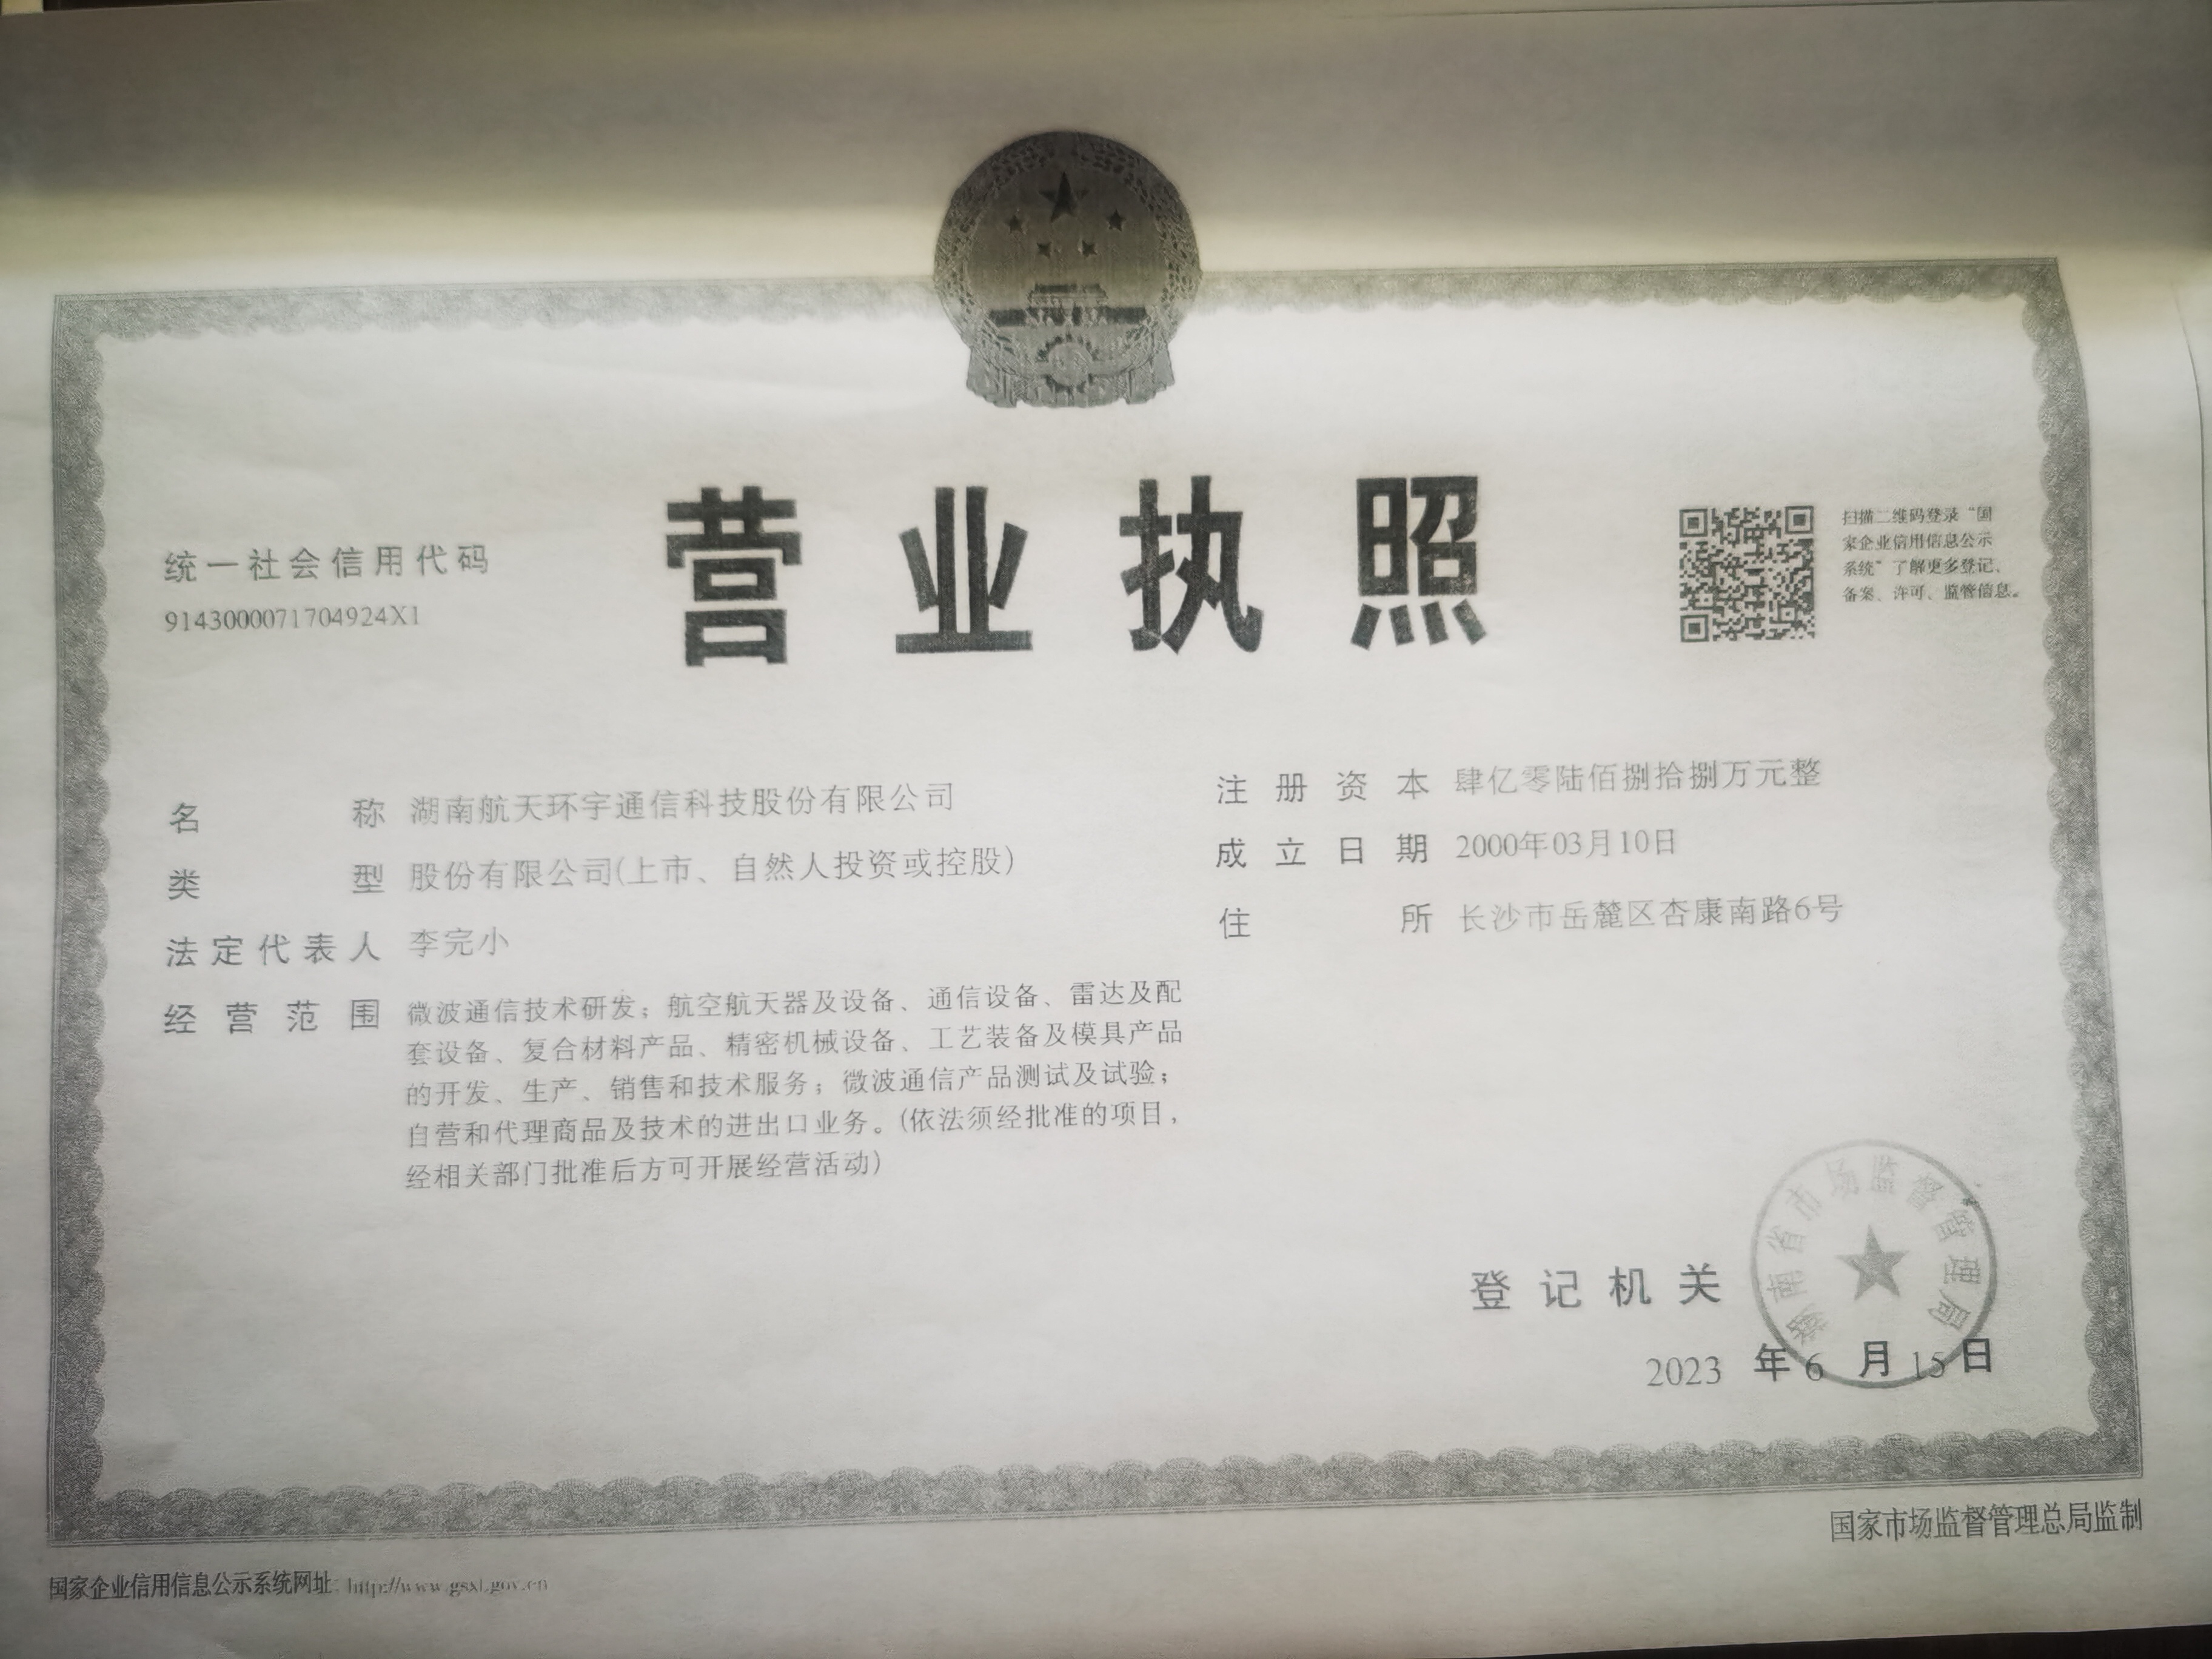 营业执照
统一社会信用代码
9143000071704924X1
扫描二维码登录“国
家企业信用信息公示
系统”了解更多登记、
备案、许可、监管信息。
名称 湖南航天环宇通信科技股份有限公司
类型 股份有限公司(上市、自然人投资或控股)
法定代表人 李完小
经营范围 微波通信技术研发；航空航天器及设备、通信设备、雷达及配
套设备、复合材料产品、精密机械设备、工艺装备及模具产品
的开发、生产、销售和技术服务；微波通信产品测试及试验；
自营和代理商品及技术的进出口业务。(依法须经批准的项目，
经相关部门批准后方可开展经营活动)
注册资本 肆亿零陆佰捌拾捌万元整
成立日期 2000年03月10日
住所 长沙市岳麓区杏康南路6号
登记机关
湖南省市场监督管理局
2023 年 6 月 15 日
国家企业信用信息公示系统网址: http://www.gsxt.gov.cn
国家市场监督管理总局监制